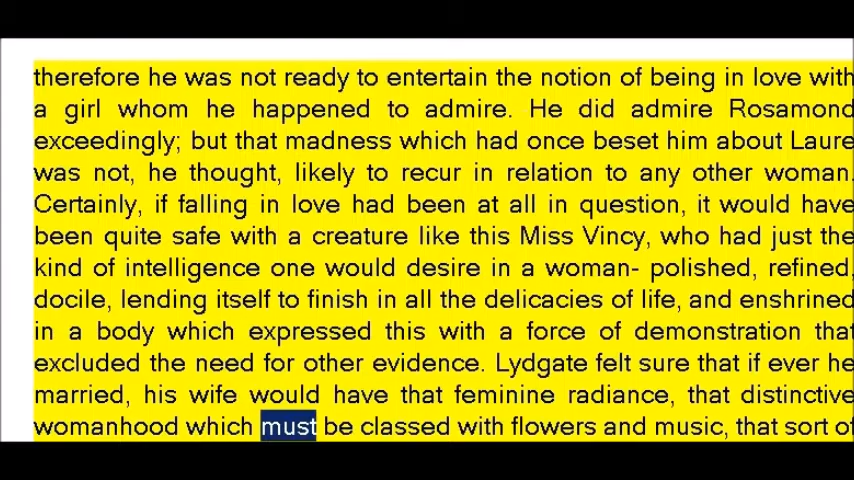 therefore he was not ready to entertain the notion of being in love with
a girl whom he happened to admire. He did admire Rosamond
exceedingly; but that madness which had once beset him about Laure
was not, he thought, likely to recur in relation to any other woman.
Certainly, if falling in love had been at all in question, it would have
been quite safe with a creature like this Miss Vincy, who had just the
kind of intelligence one would desire in a woman- polished, refined,
docile, lending itself to finish in all the delicacies of life, and enshrined
in a body which expressed this with a force of demonstration that
excluded the need for other evidence. Lydgate felt sure that if ever he
married, his wife would have that feminine radiance, that distinctive
womanhood which must be classed with flowers and music, that sort of